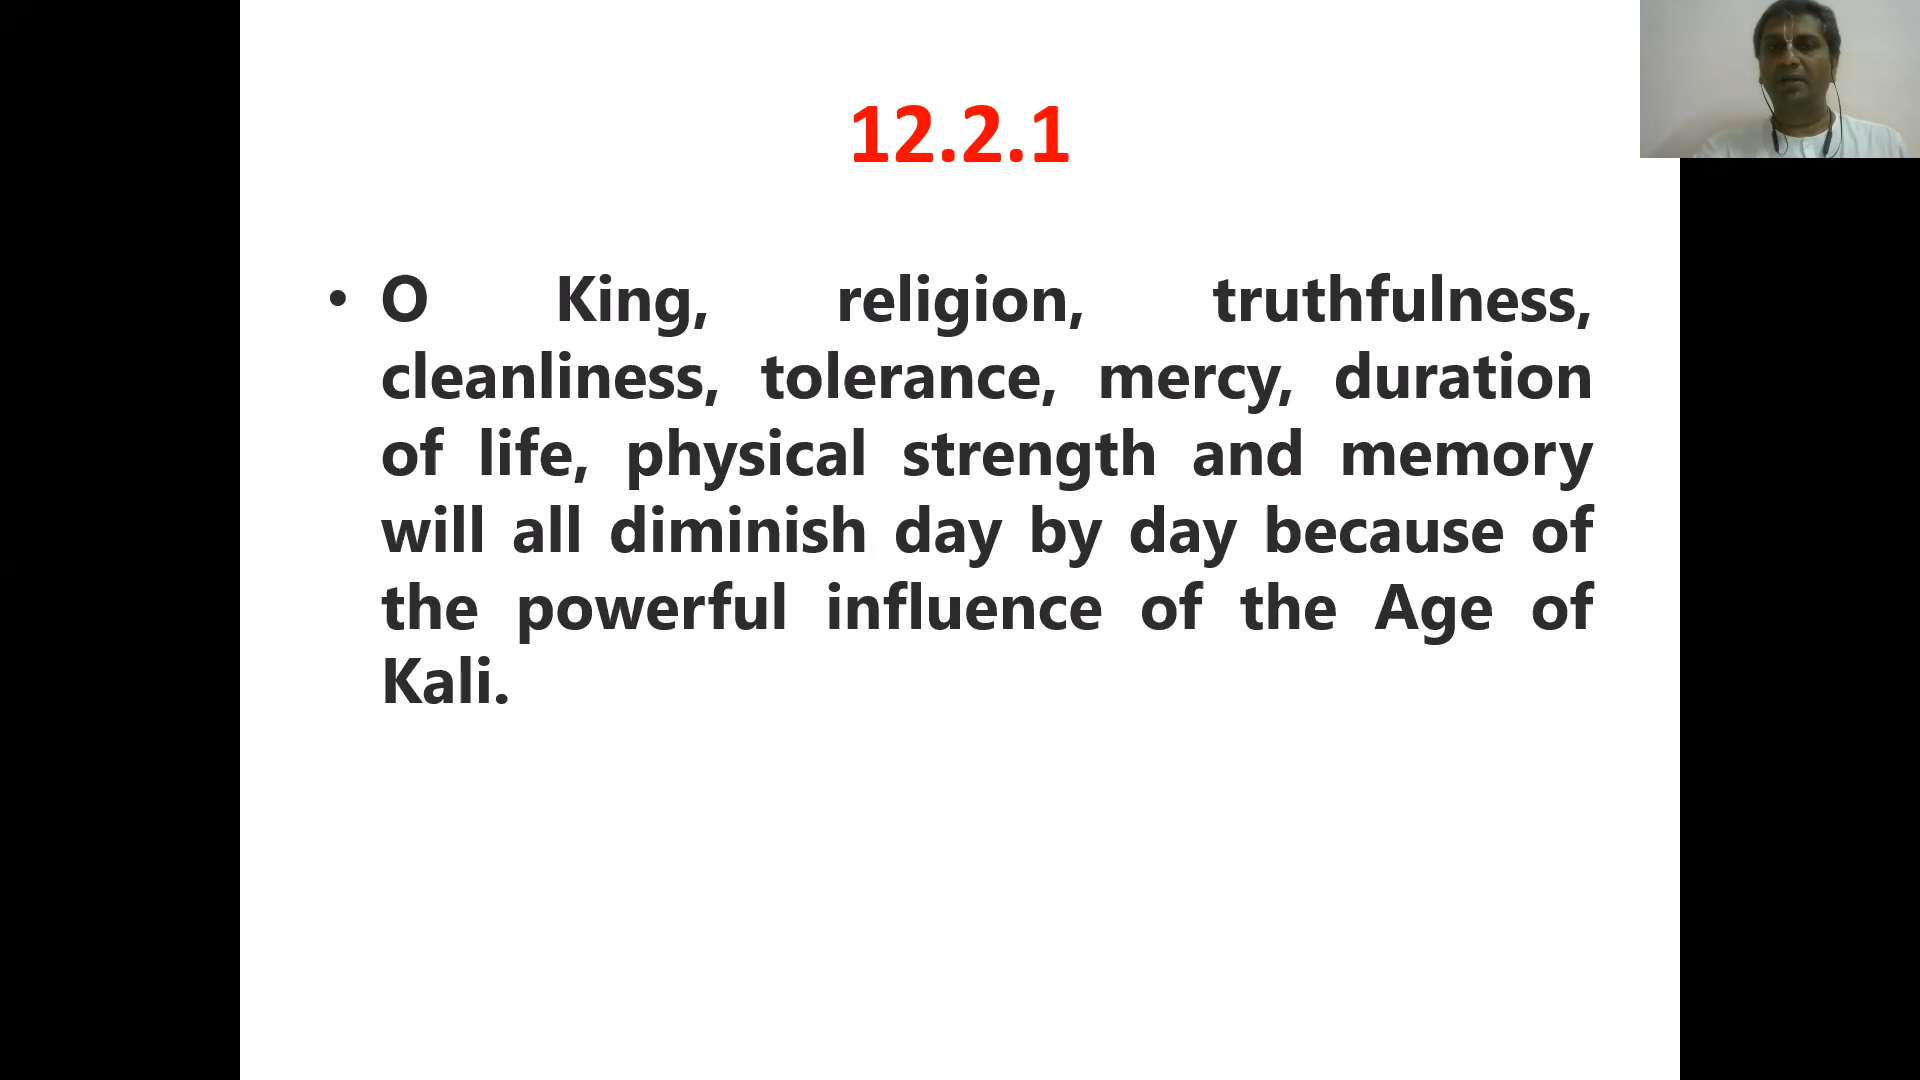 12.2.1
• O King, religion, truthfulness,
cleanliness, tolerance, mercy, duration
of life, physical strength and memory
will all diminish day by day because of
the powerful influence of the Age of
Kali.